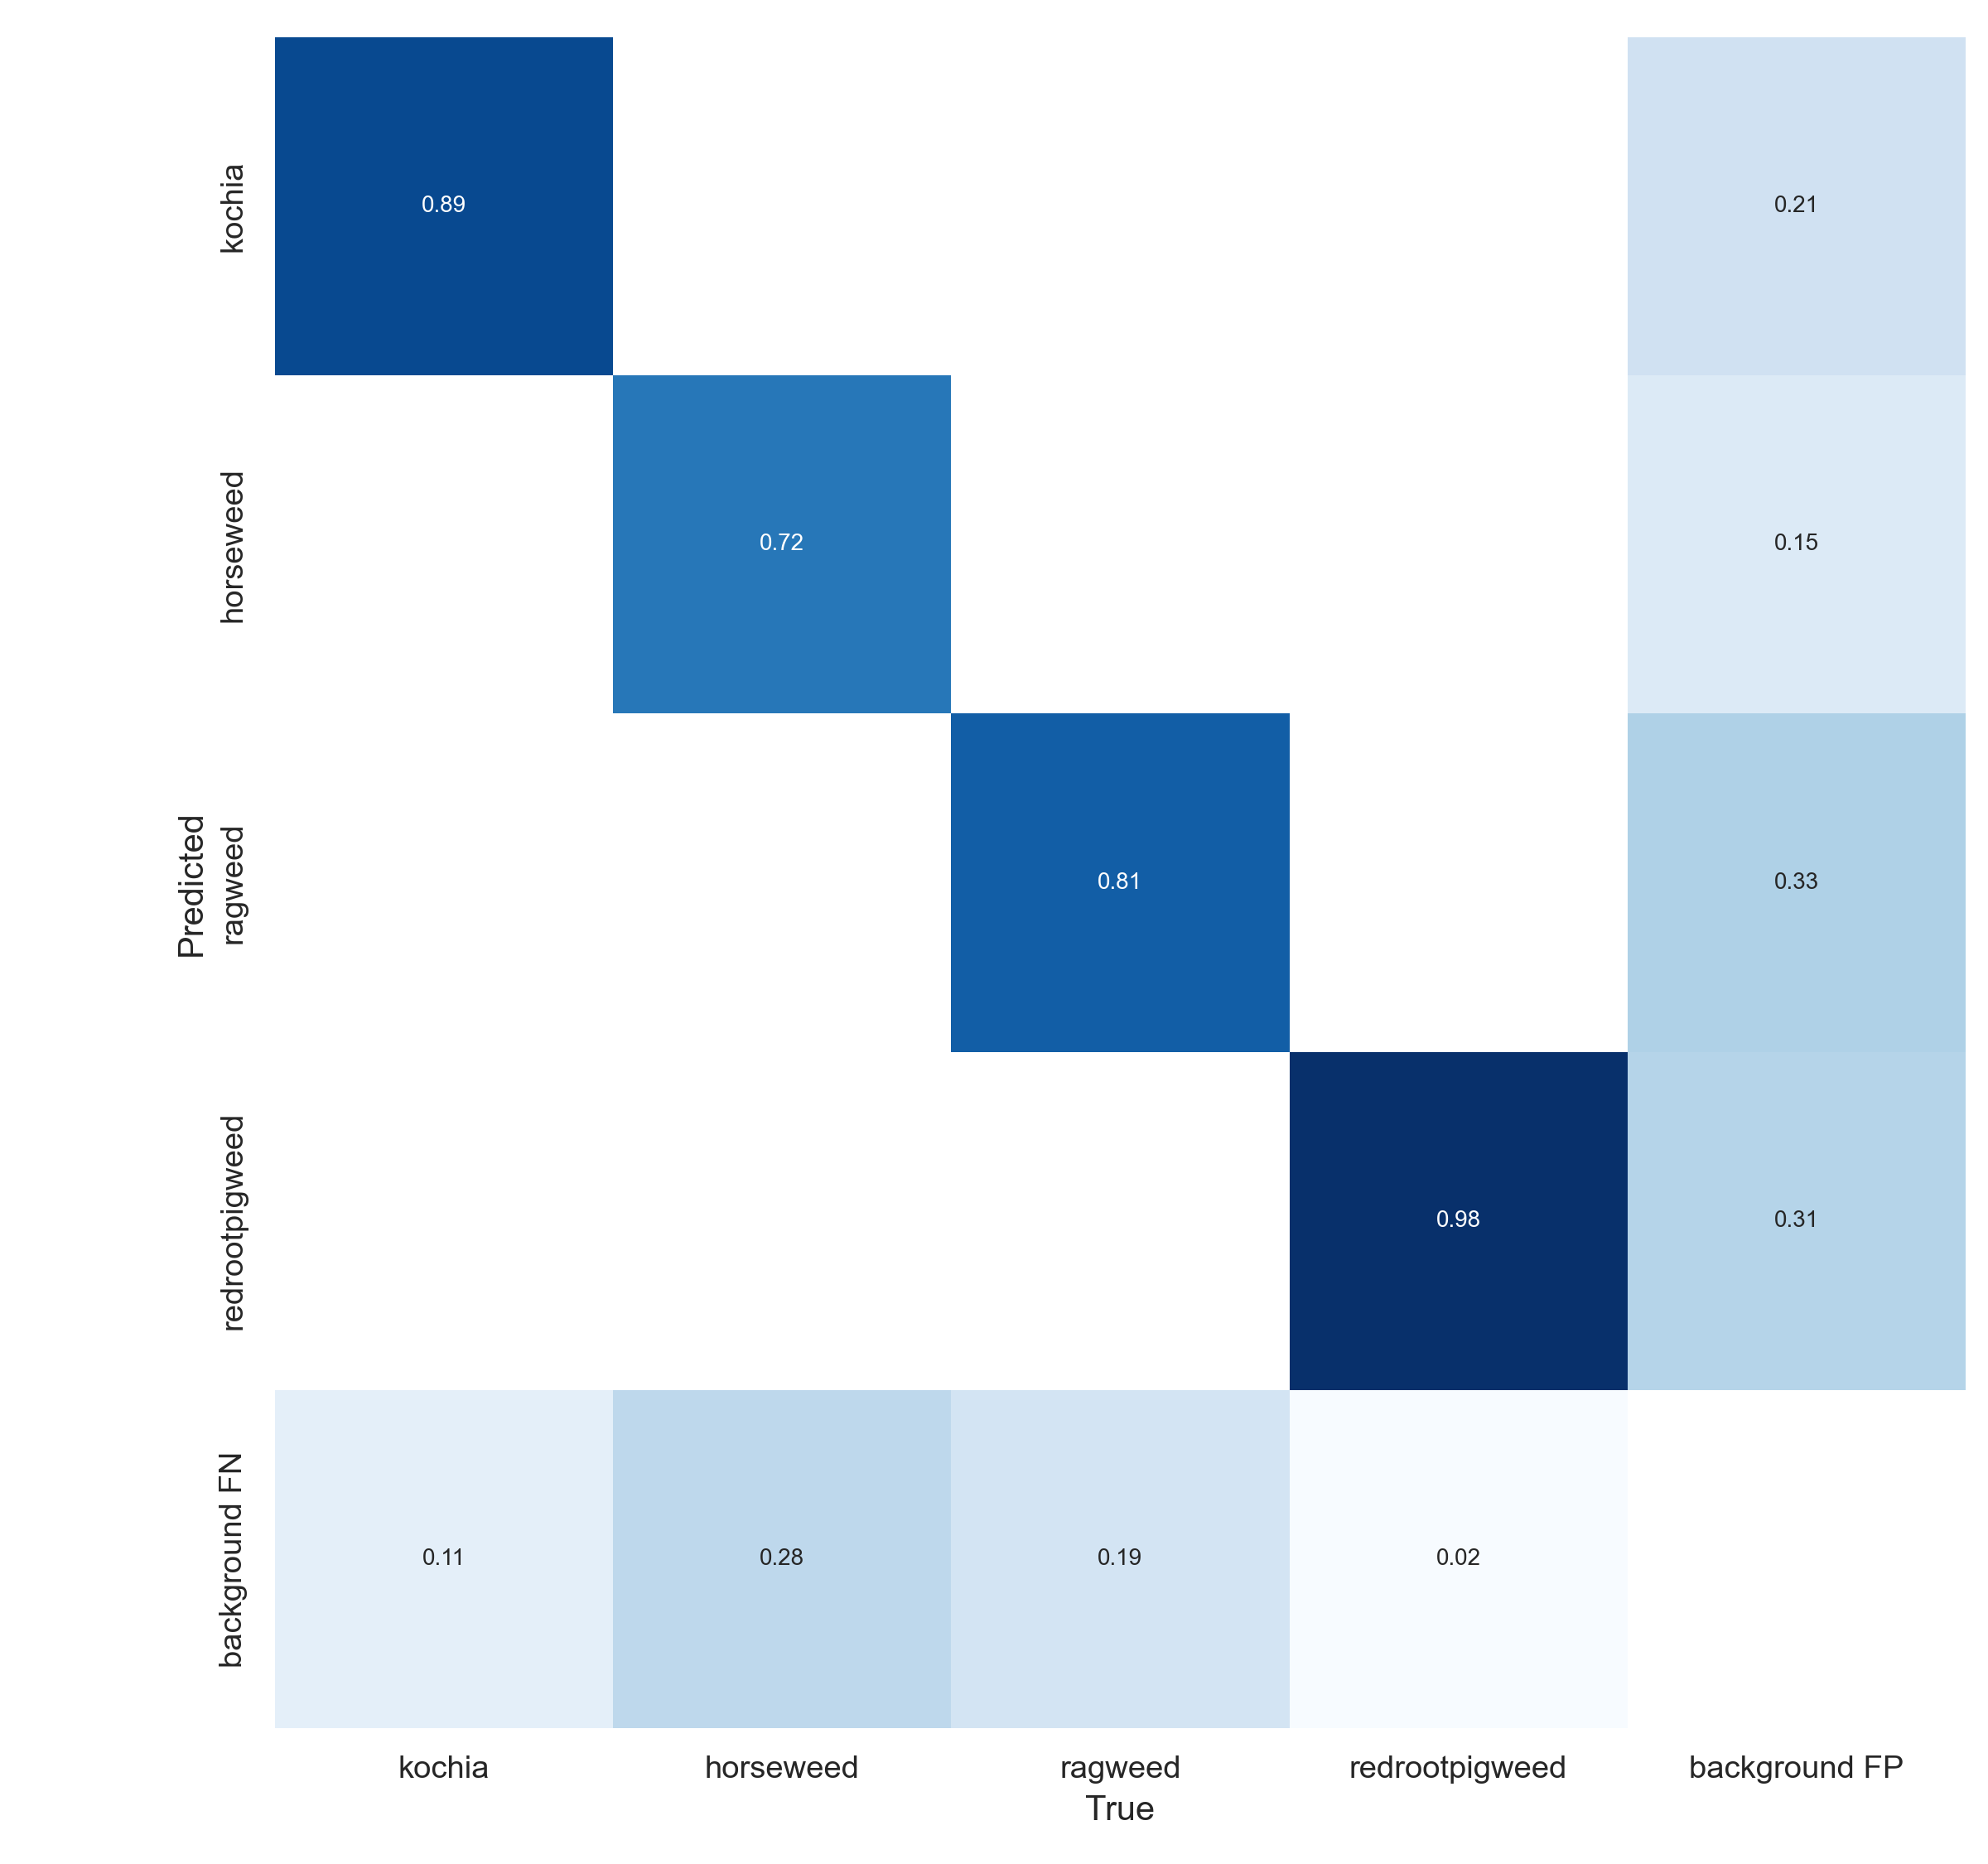 kochia
0.89
0.21
horseweed
0.72
0.15
Predicted
ragweed
0.81
0.33
redrootpigweed
0.98
0.31
background FN
0.11
0.28
0.19
0.02
kochia
horseweed
ragweed
redrootpigweed
background FP
True